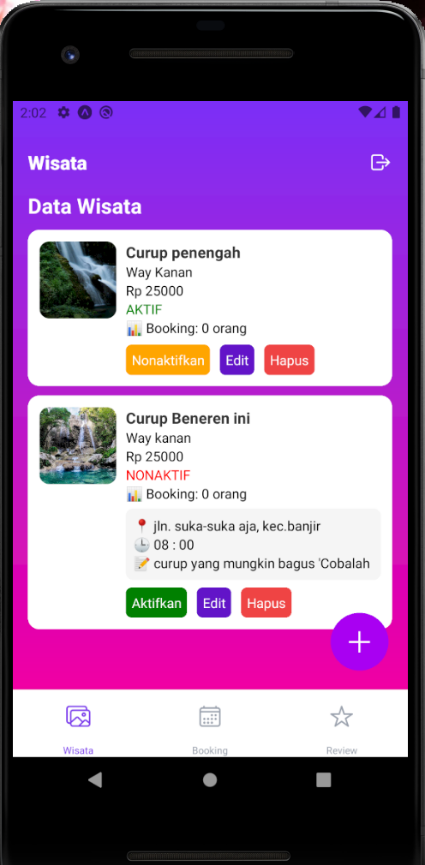 2:02
Wisata
Data Wisata
Curup penengah
Way Kanan
Rp 25000
AKTIF
📊 Booking: 0 orang
Nonaktifkan Edit Hapus
Curup Beneren ini
Way kanan
Rp 25000
NONAKTIF
📊 Booking: 0 orang
📍 jln. suka-suka aja, kec.banjir
🕒 08 : 00
📝 curup yang mungkin bagus 'Cobalah
Aktifkan Edit Hapus
Wisata Booking Review